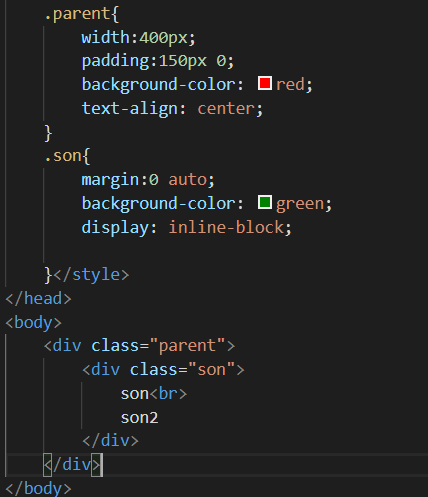 .parent{
width:400px;
padding:150px 0;
background-color: red;
text-align: center;
}
.son{
margin:0 auto;
background-color: green;
display: inline-block;
}</style>
</head>
<body>
<div class="parent">
<div class="son">
son<br>
son2
</div>
</div>
</body>